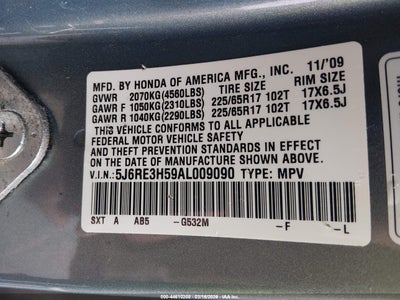 MFD. BY HONDA OF AMERICA MFG., INC. 11/'09
GVWR 2070KG(4560LBS) TIRE SIZE RIM SIZE
GAWR F 1050KG(2310LBS) 225/65R17 102T 17X6.5J
GAWR R 1040KG(2290LBS) 225/65R17 102T 17X6.5J
THIS VEHICLE CONFORMS TO ALL APPLICABLE
FEDERAL MOTOR VEHICLE SAFETY
AND THEFT PREVENTION STANDARDS IN EFFECT
ON THE DATE OF MANUFACTURE SHOWN ABOVE.
V.I.N: 5J6RE3H59AL009090 TYPE: MPV
SXT A AB5 -G532M -F -L